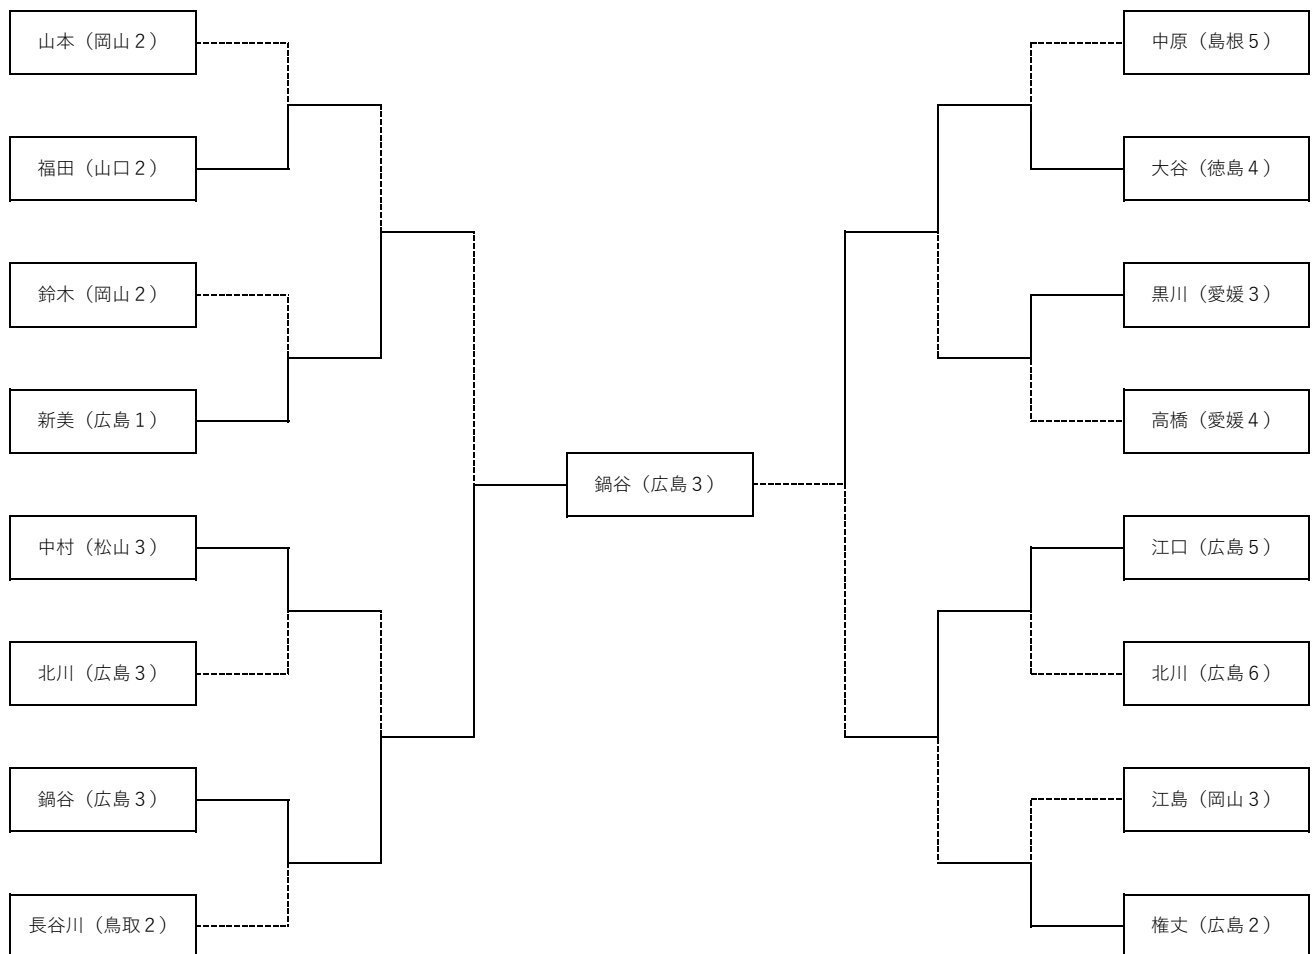 山本（岡山２）
福田（山口２）
鈴木（岡山２）
新美（広島１）
中村（松山３）
北川（広島３）
鍋谷（広島３）
長谷川（鳥取２）
鍋谷（広島３）
中原（島根５）
大谷（徳島４）
黒川（愛媛３）
高橋（愛媛４）
江口（広島５）
北川（広島６）
江島（岡山３）
権丈（広島２）